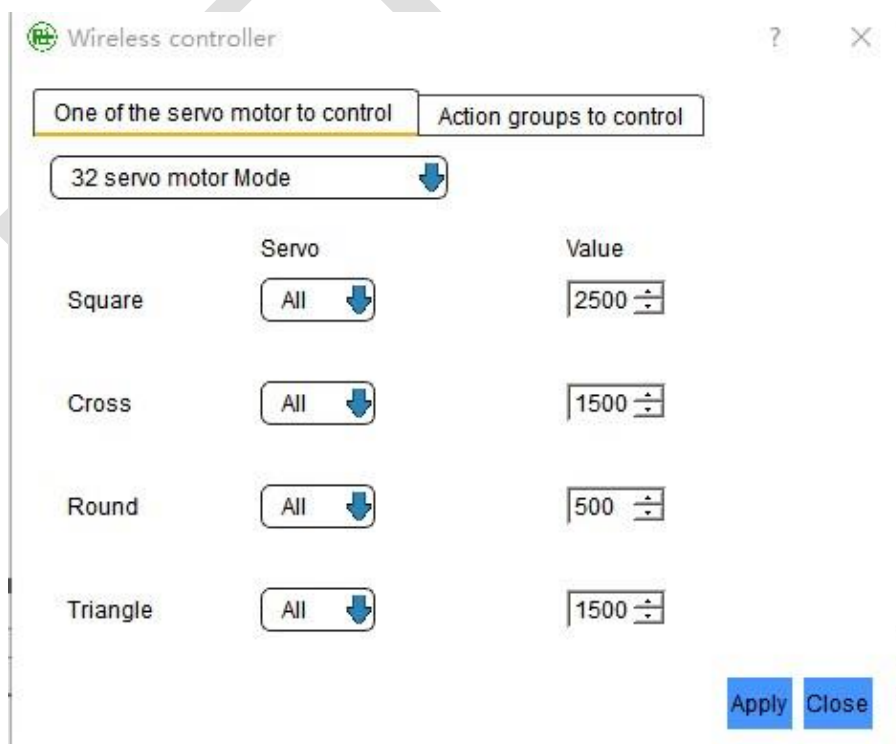 Wireless controller ? ×
One of the servo motor to control Action groups to control
32 servo motor Mode
Servo Value
Square All 2500
Cross All 1500
Round All 500
Triangle All 1500
Apply Close